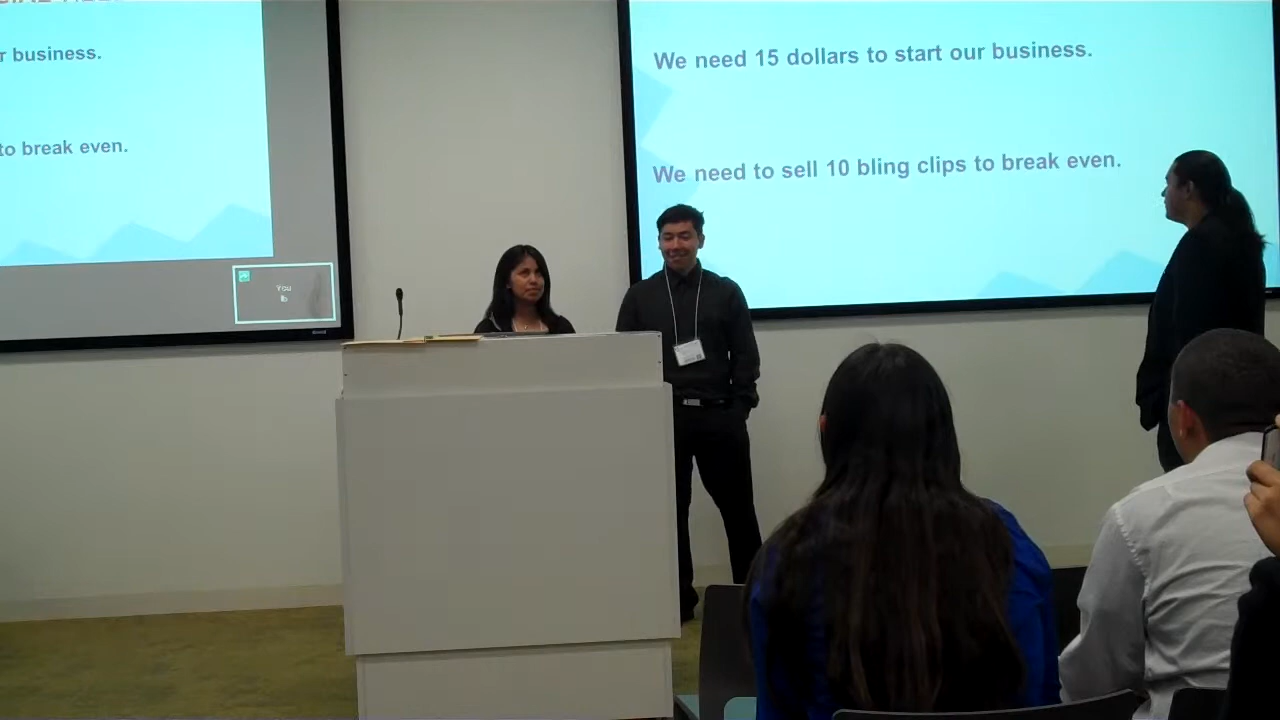 r business.
to break even.
You
We need 15 dollars to start our business.
We need to sell 10 bling clips to break even.